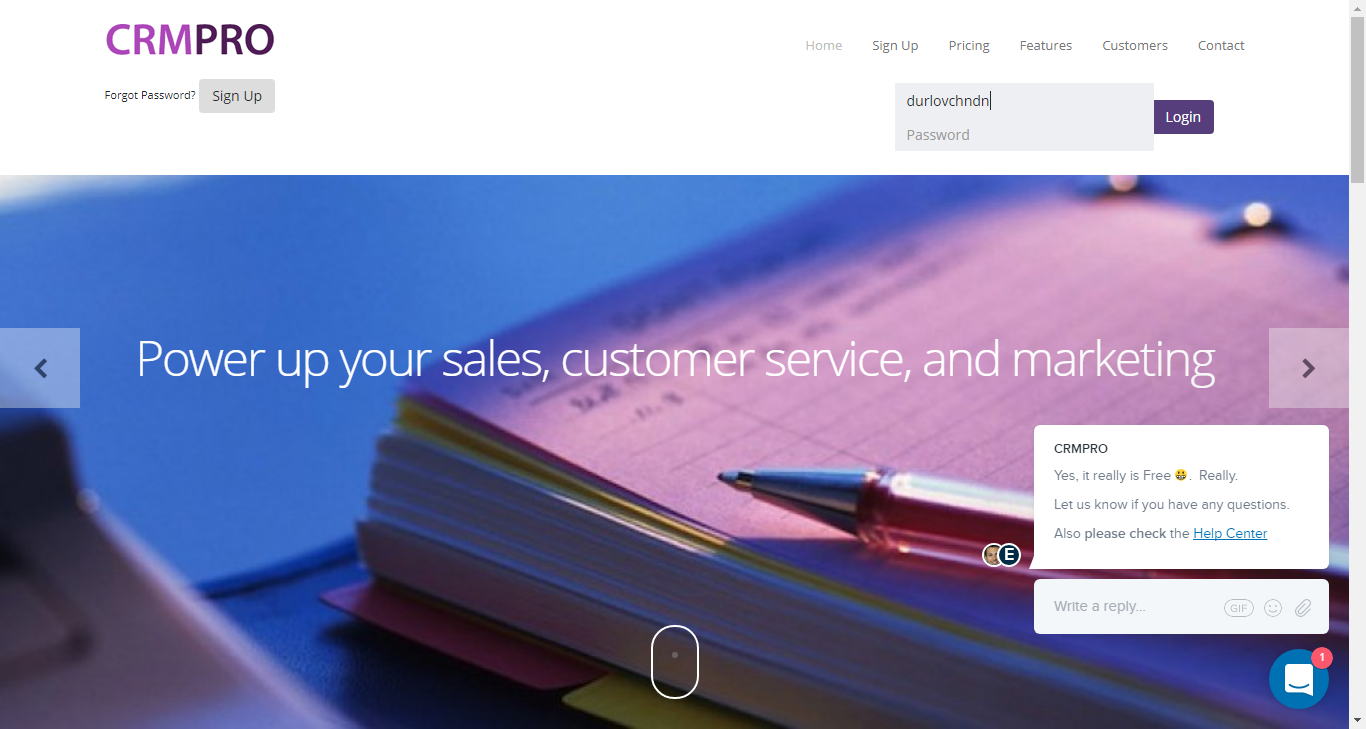 CRMPRO
Home Sign Up Pricing Features Customers Contact
Forgot Password? Sign Up
durlovchndn
Password
Login
Power up your sales, customer service, and marketing
CRMPRO
Yes, it really is Free 😀. Really.
Let us know if you have any questions.
Also please check the Help Center
E
Write a reply...
GIF
1